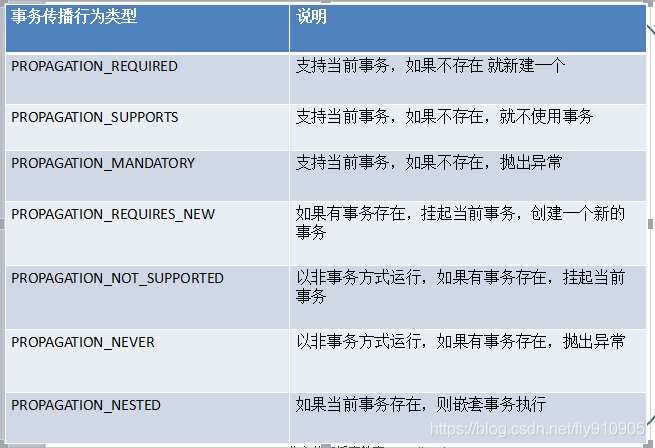 事务传播行为类型 说明
PROPAGATION_REQUIRED 支持当前事务，如果不存在 就新建一个
PROPAGATION_SUPPORTS 支持当前事务，如果不存在，就不使用事务
PROPAGATION_MANDATORY 支持当前事务，如果不存在，抛出异常
PROPAGATION_REQUIRES_NEW 如果有事务存在，挂起当前事务，创建一个新的
事务
PROPAGATION_NOT_SUPPORTED 以非事务方式运行，如果有事务存在，挂起当前
事务
PROPAGATION_NEVER 以非事务方式运行，如果有事务存在，抛出异常
PROPAGATION_NESTED 如果当前事务存在，则嵌套事务执行
https://blog.csdn.net/fly910905